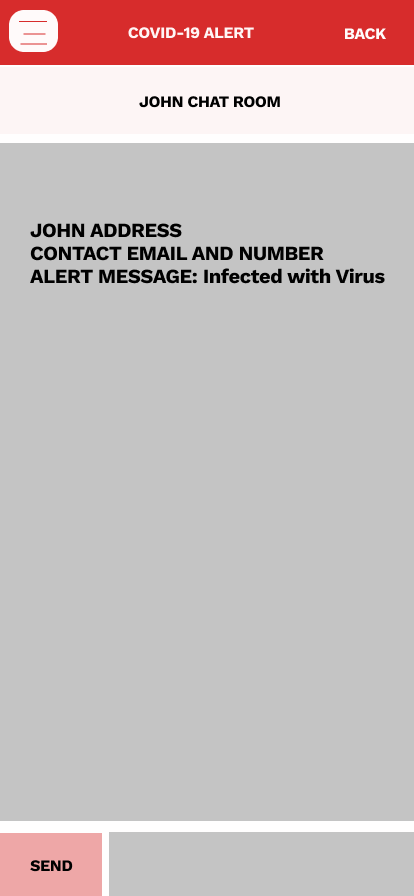 COVID-19 ALERT
BACK
JOHN CHAT ROOM
JOHN ADDRESS
CONTACT EMAIL AND NUMBER
ALERT MESSAGE: Infected with Virus
SEND